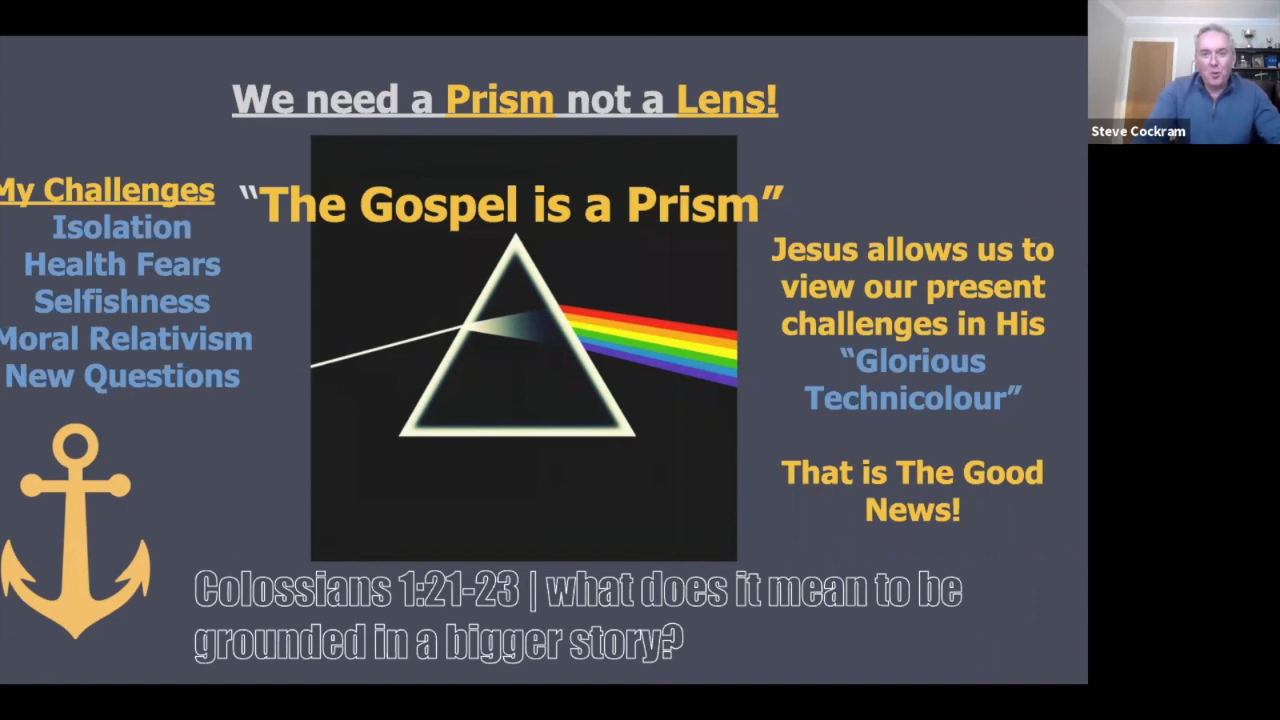 We need a Prism not a Lens!
"The Gospel is a Prism"
My Challenges
Isolation
Health Fears
Selfishness
Moral Relativism
New Questions
Jesus allows us to
view our present
challenges in His
"Glorious
Technicolour"
That is The Good
News!
Colossians 1:21-23 | what does it mean to be
grounded in a bigger story?
Steve Cockram